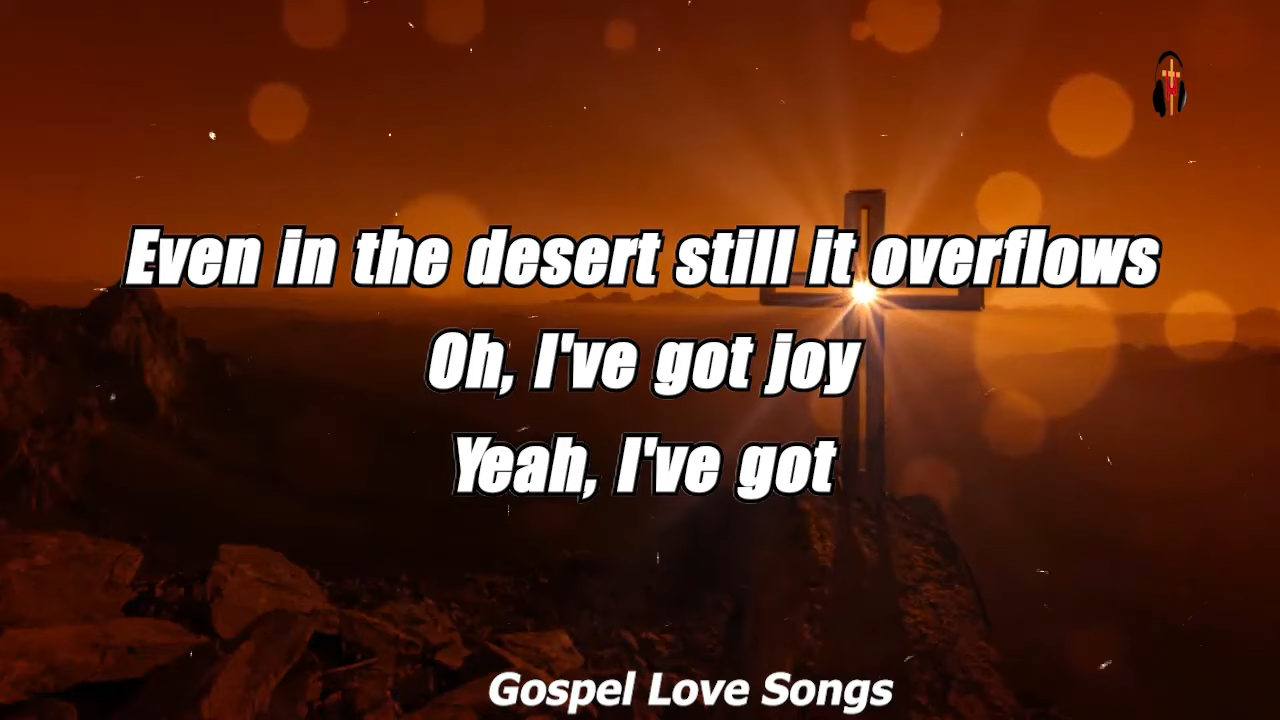 Even in the desert still it overflows
Oh, I've got joy
Yeah, I've got
Gospel Love Songs